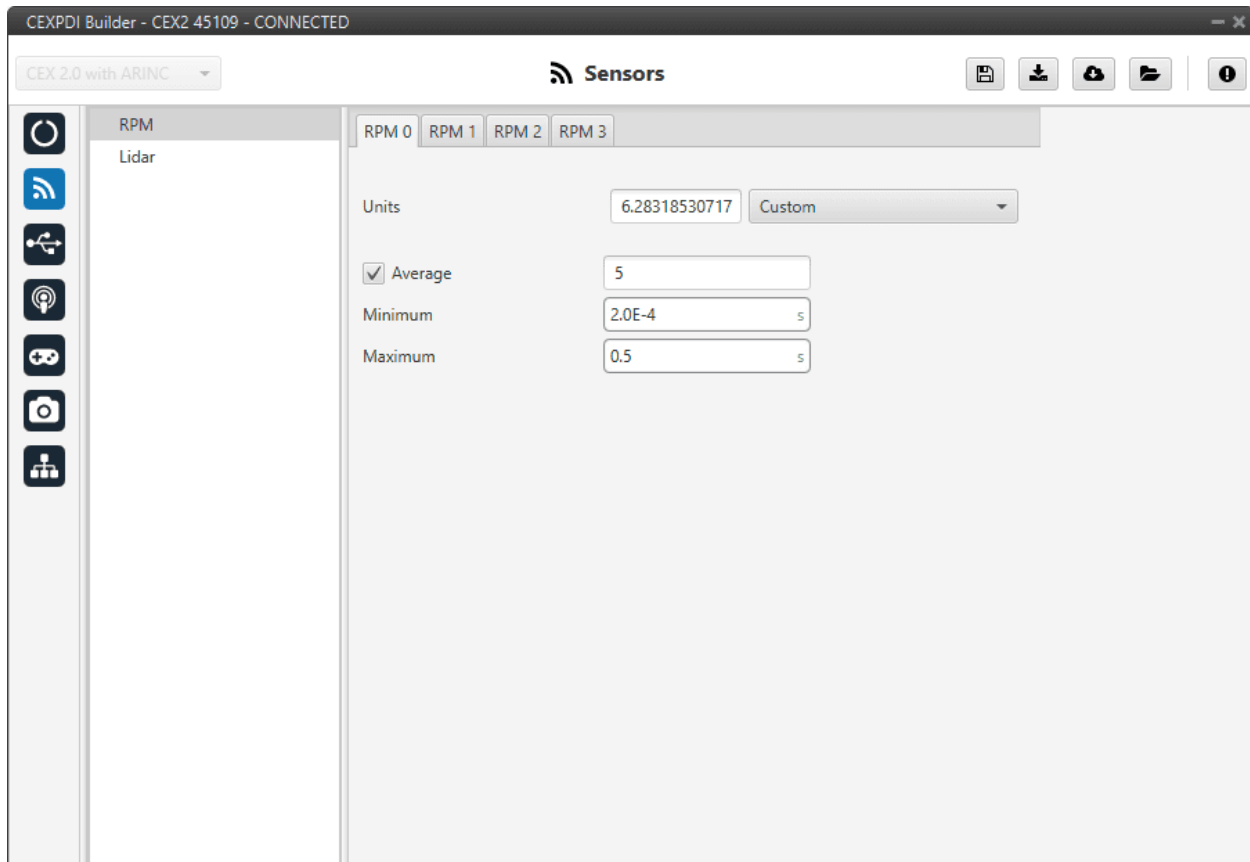 CEXPDI Builder - CEX2 45109 - CONNECTED
CEX 2.0 with ARINC
Sensors
RPM
Lidar
RPM 0 RPM 1 RPM 2 RPM 3
Units 6.28318530717 Custom
Average 5
Minimum 2.0E-4 s
Maximum 0.5 s